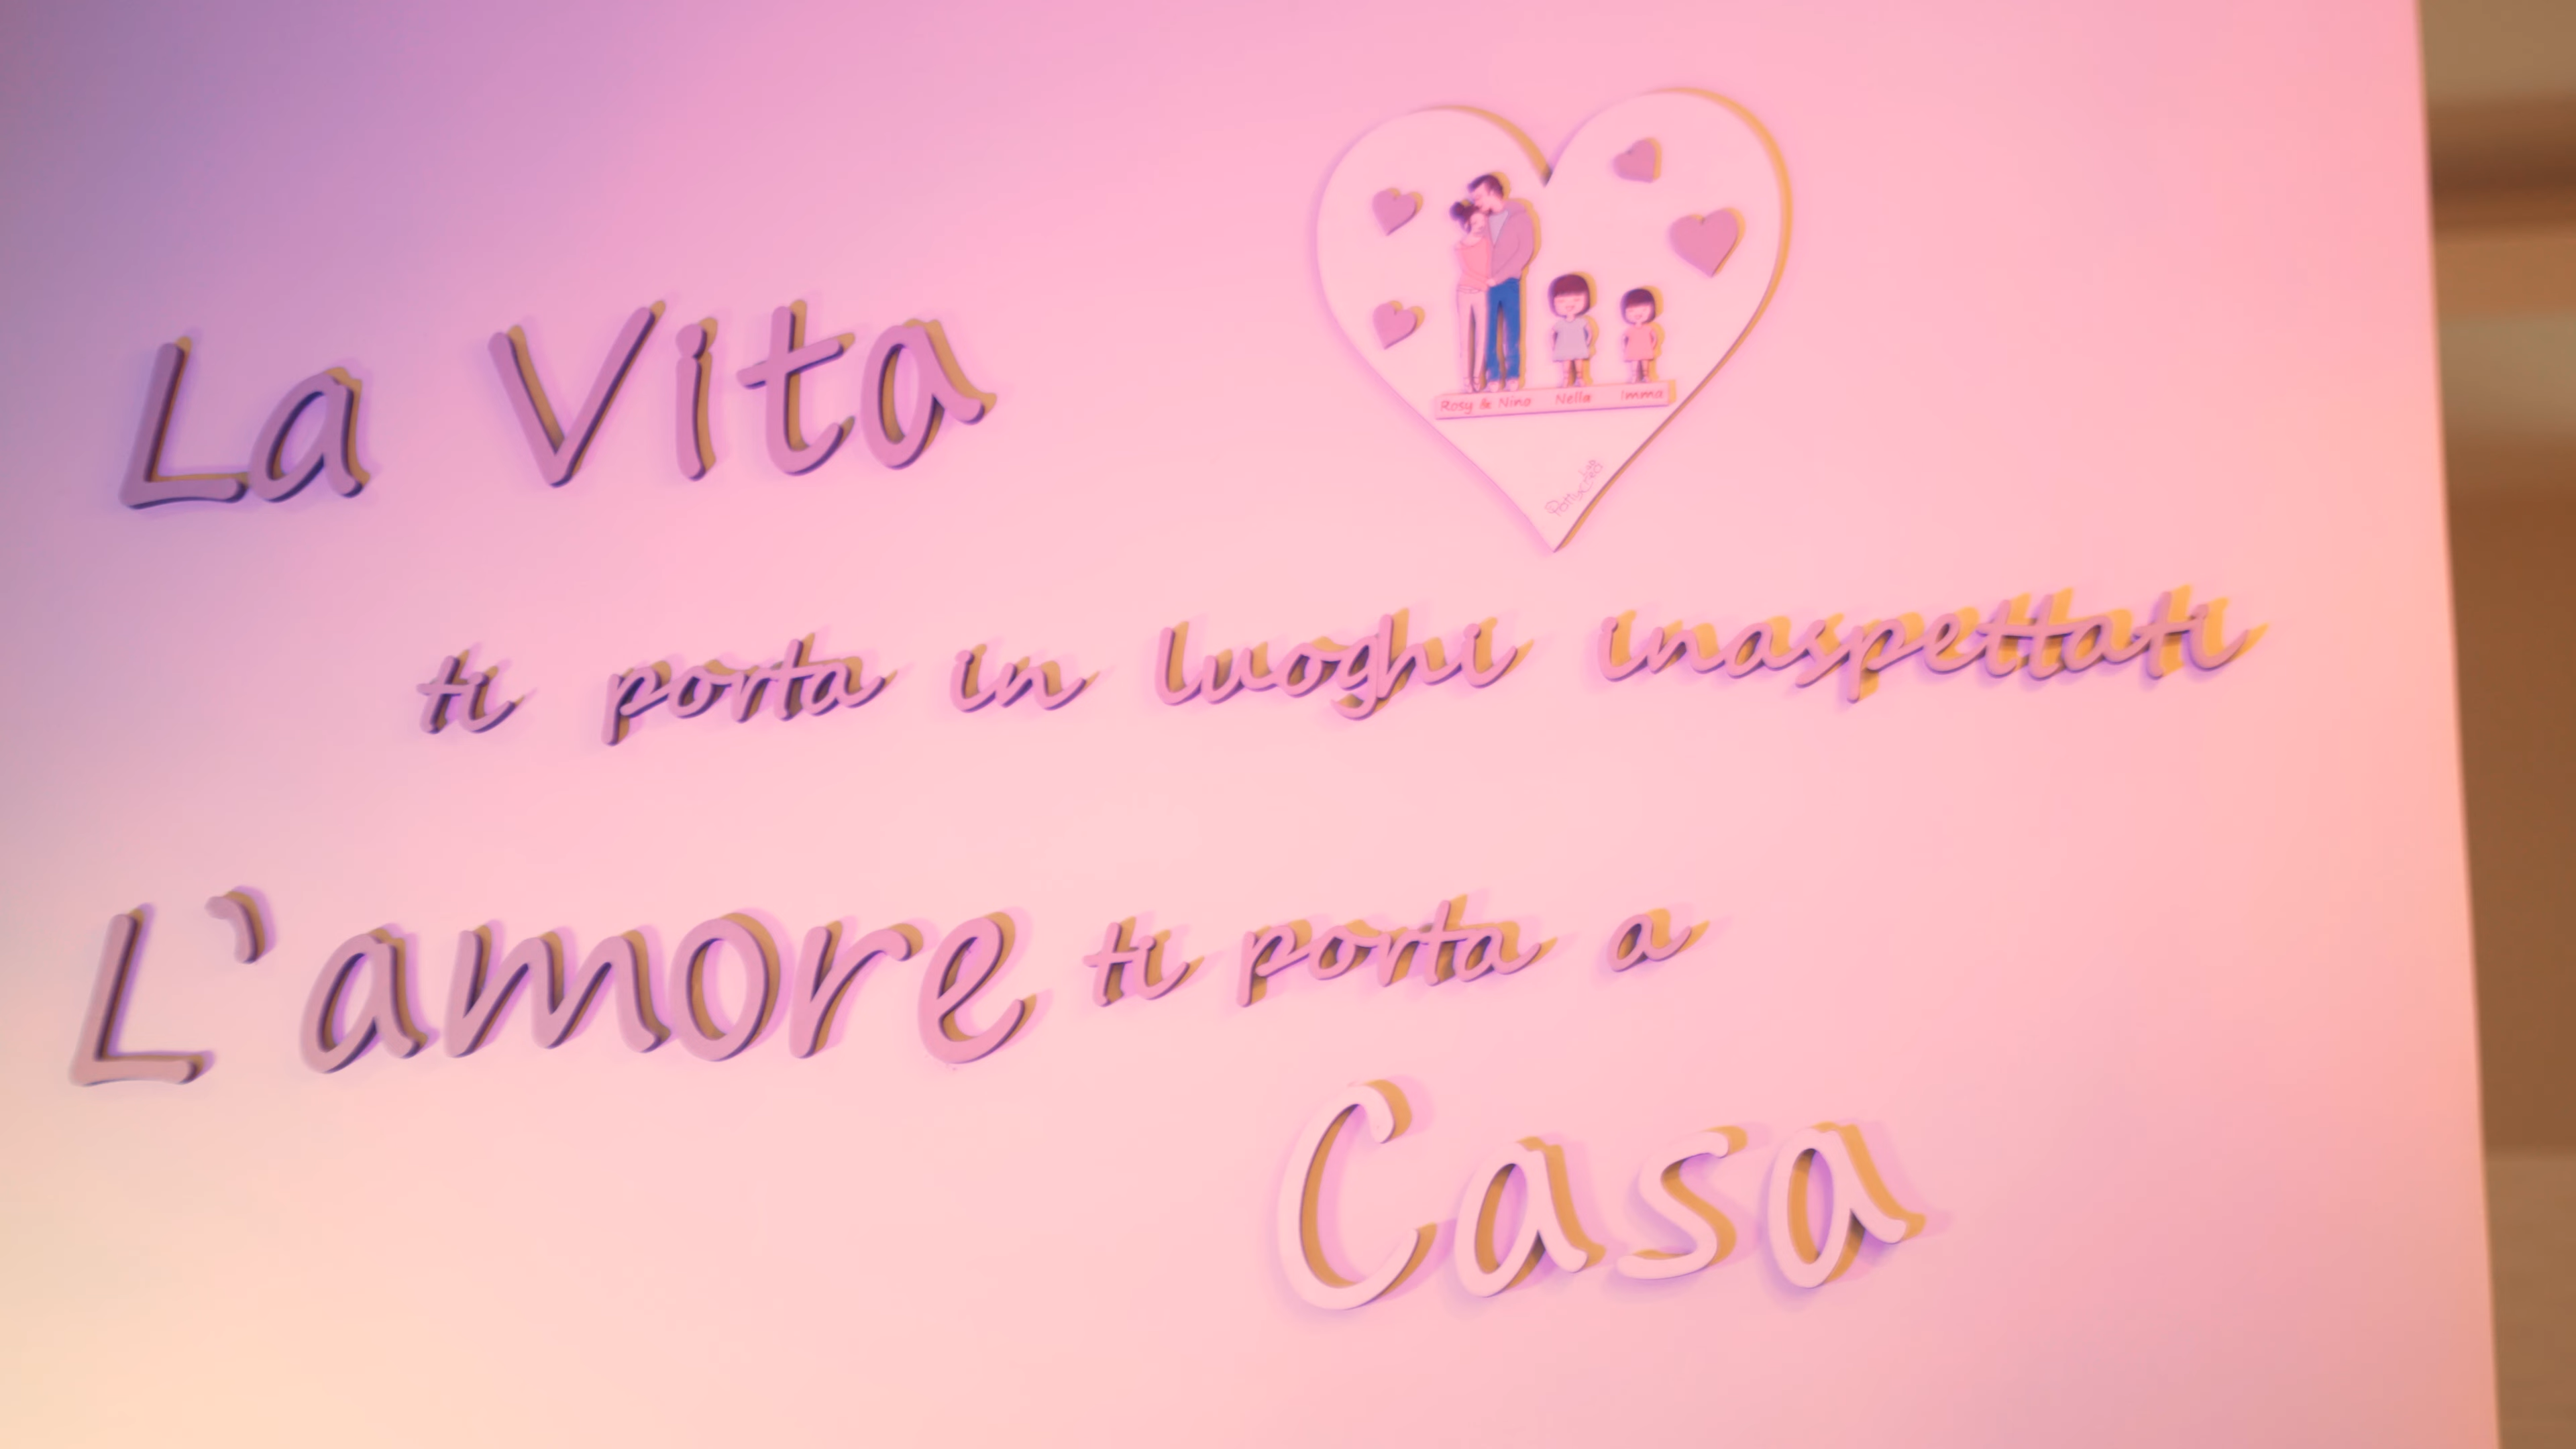 La Vita
Rosy & Nino Nella Imma
ti porta in luoghi inaspettati
L'amore ti porta a
Casa